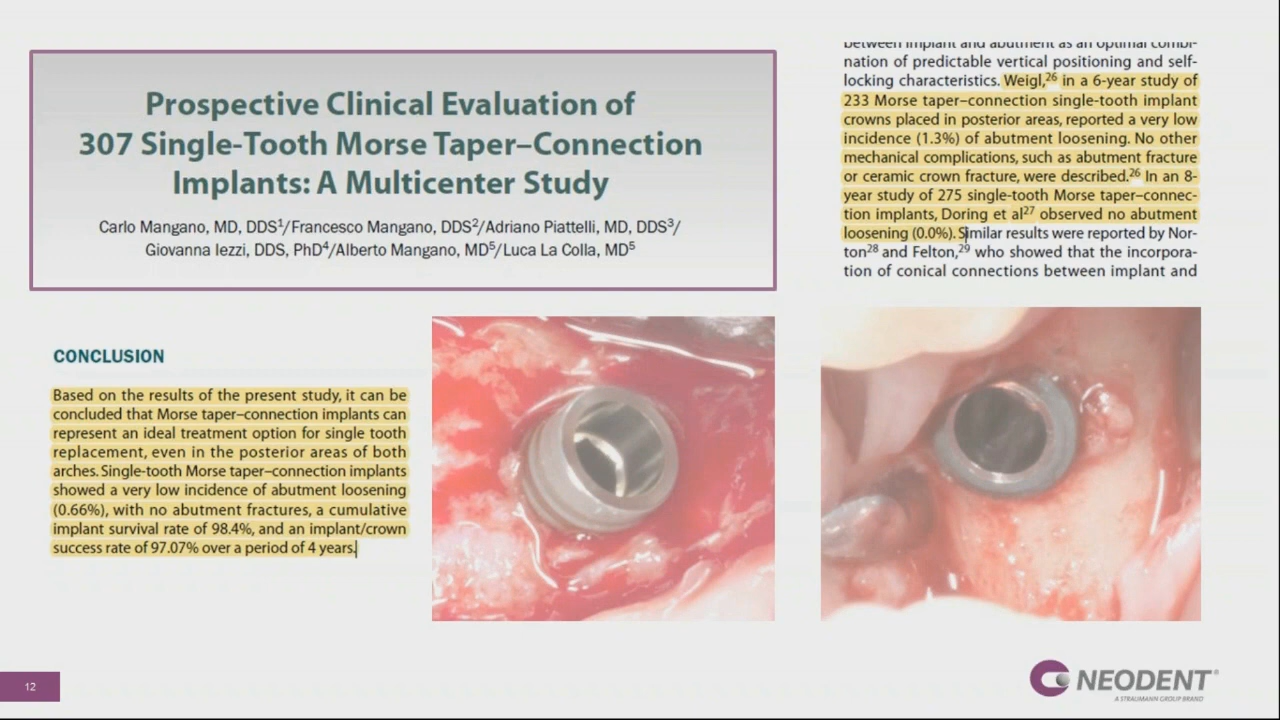 Prospective Clinical Evaluation of
307 Single-Tooth Morse Taper–Connection
Implants: A Multicenter Study
Carlo Mangano, MD, DDS1/Francesco Mangano, DDS2/Adriano Piattelli, MD, DDS3/
Giovanna Iezzi, DDS, PhD4/Alberto Mangano, MD5/Luca La Colla, MD5
between implant and abutment as an optimal combi-
nation of predictable vertical positioning and self-
locking characteristics. Weigl,26 in a 6-year study of
233 Morse taper–connection single-tooth implant
crowns placed in posterior areas, reported a very low
incidence (1.3%) of abutment loosening. No other
mechanical complications, such as abutment fracture
or ceramic crown fracture, were described.26 In an 8-
year study of 275 single-tooth Morse taper–connec-
tion implants, Doring et al27 observed no abutment
loosening (0.0%). Similar results were reported by Nor-
ton28 and Felton,29 who showed that the incorpora-
tion of conical connections between implant and
CONCLUSION
Based on the results of the present study, it can be
concluded that Morse taper–connection implants can
represent an ideal treatment option for single tooth
replacement, even in the posterior areas of both
arches. Single-tooth Morse taper–connection implants
showed a very low incidence of abutment loosening
(0.66%), with no abutment fractures, a cumulative
implant survival rate of 98.4%, and an implant/crown
success rate of 97.07% over a period of 4 years.
12
NEODENT®
A STRAUMANN GROUP BRAND